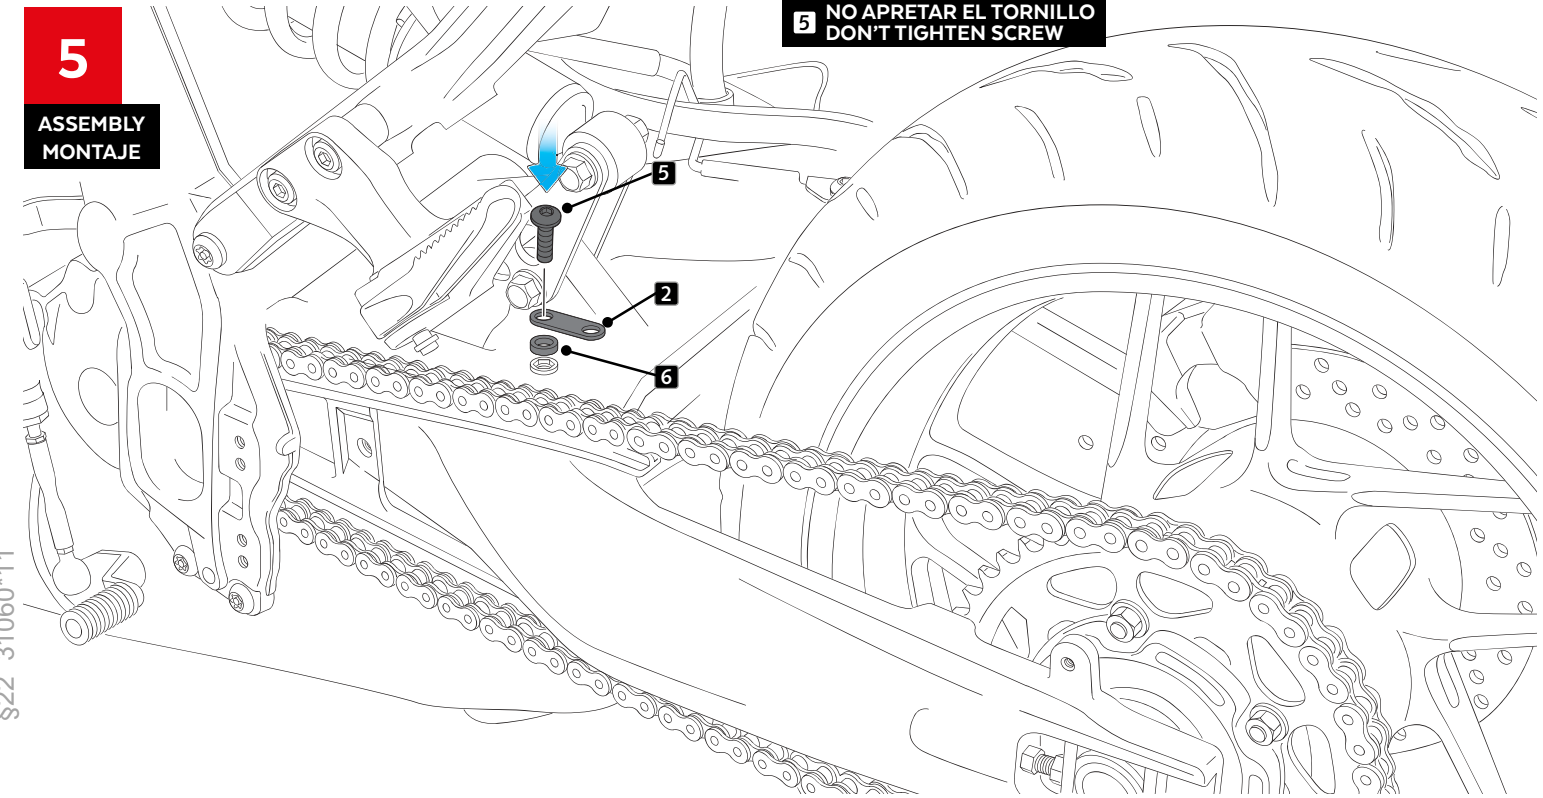 5
ASSEMBLY
MONTAJE
5 NO APRETAR EL TORNILLO
DON'T TIGHTEN SCREW
5
2
6